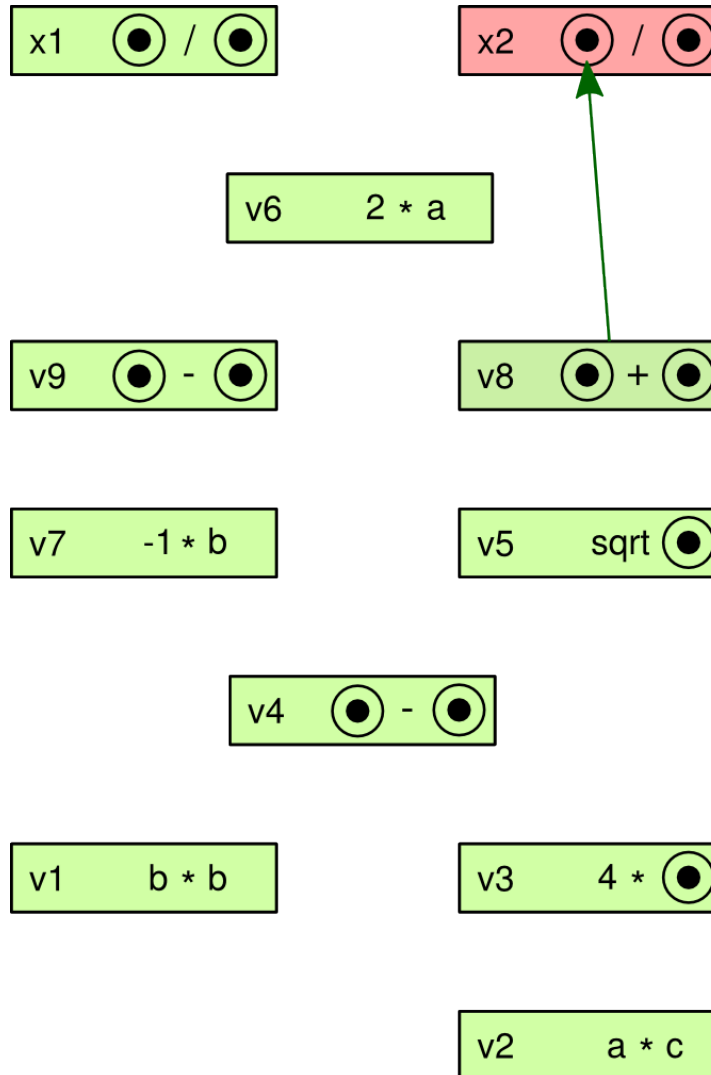 x1 /
x2 /
v6 2 * a
v9 -
v8 +
v7 -1 * b
v5 sqrt
v4 -
v1 b * b
v3 4 *
v2 a * c